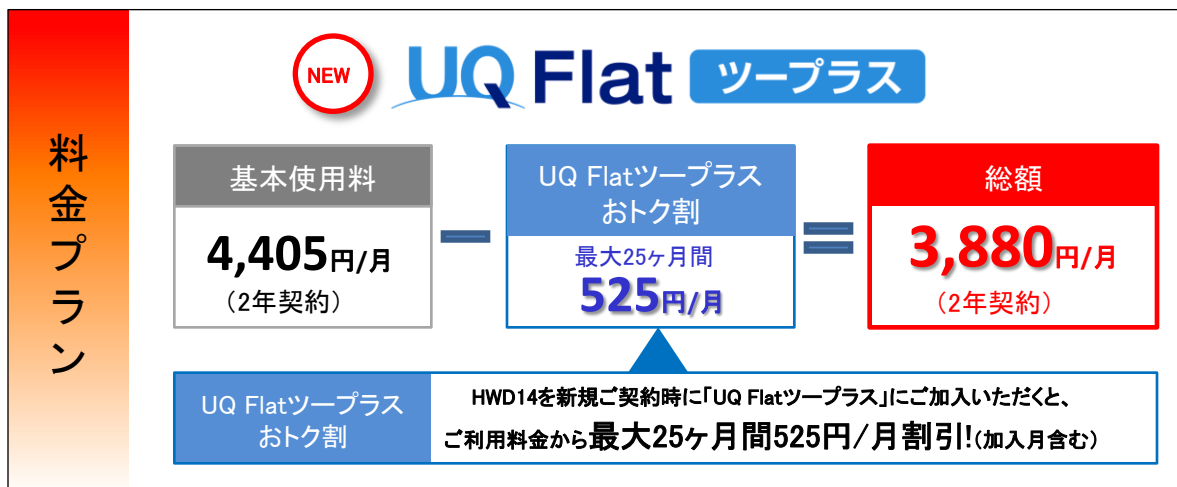 料金プラン
NEW
UQ Flat ツープラス
基本使用料
4,405円/月
(2年契約)
UQ Flatツープラス
おトク割
最大25ヶ月間
525円/月
総額
3,880円/月
(2年契約)
UQ Flatツープラス
おトク割
HWD14を新規ご契約時に「UQ Flatツープラス」にご加入いただくと、
ご利用料金から最大25ヶ月間525円/月割引!(加入月含む)